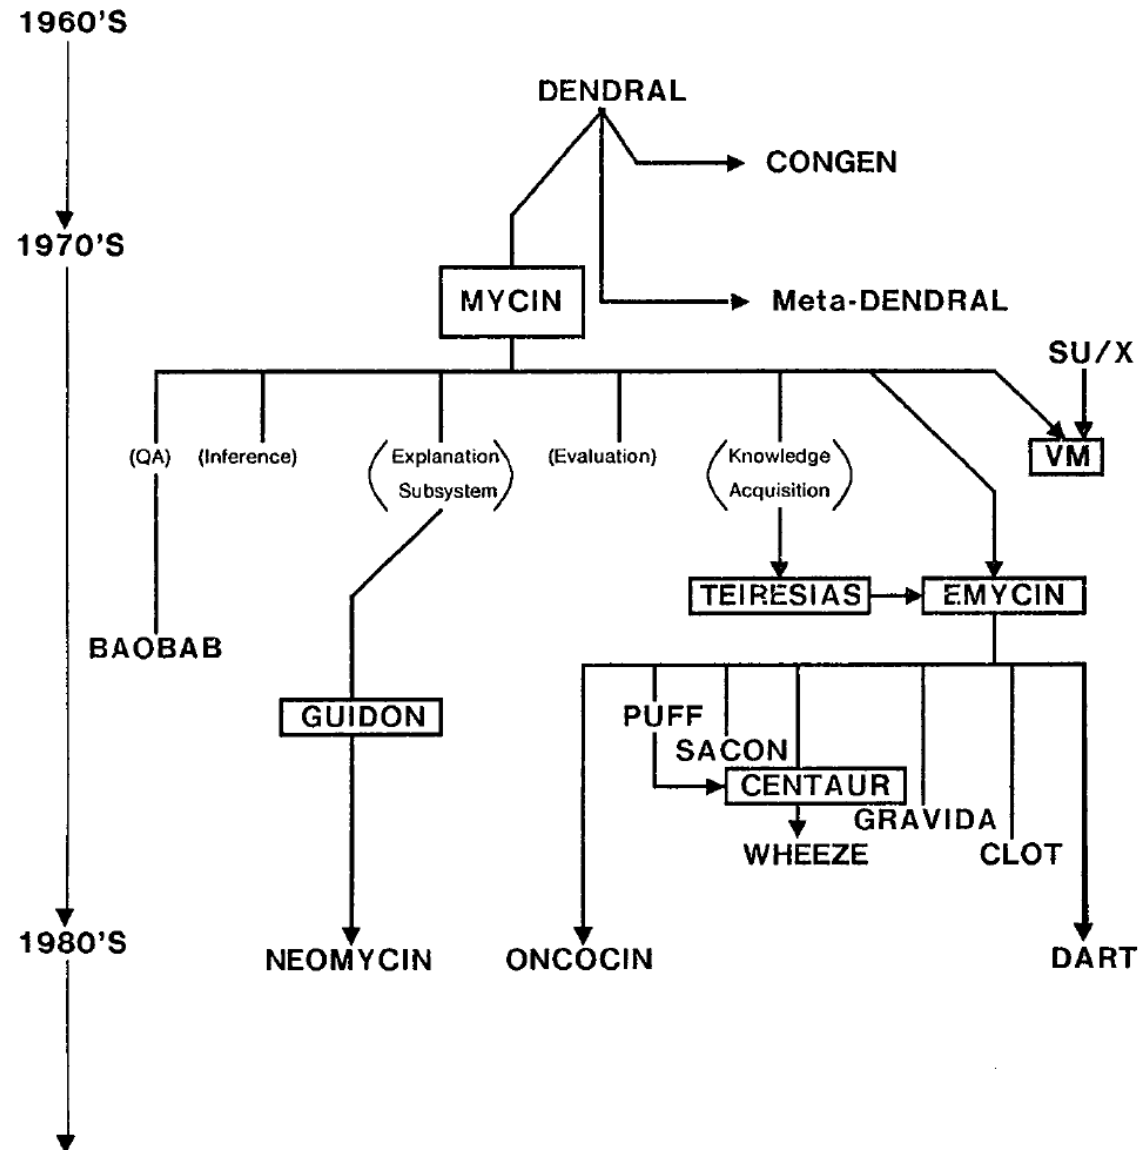 1960'S
DENDRAL
CONGEN
1970'S
MYCIN
Meta-DENDRAL
SU/X
(QA)
(Inference)
(Explanation
Subsystem)
(Evaluation)
(Knowledge
Acquisition)
VM
TEIRESIAS
EMYCIN
BAOBAB
GUIDON
PUFF
SACON
CENTAUR
GRAVIDA
WHEEZE
CLOT
1980'S
NEOMYCIN
ONCOCIN
DART